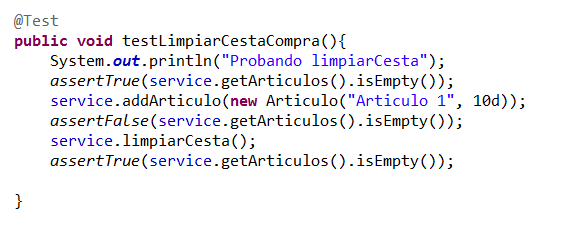 @Test
public void testLimpiarCestaCompra(){
System.out.println("Probando limpiarCesta");
assertTrue(service.getArticulos().isEmpty());
service.addArticulo(new Articulo("Articulo 1", 10d));
assertFalse(service.getArticulos().isEmpty());
service.limpiarCesta();
assertTrue(service.getArticulos().isEmpty());
}